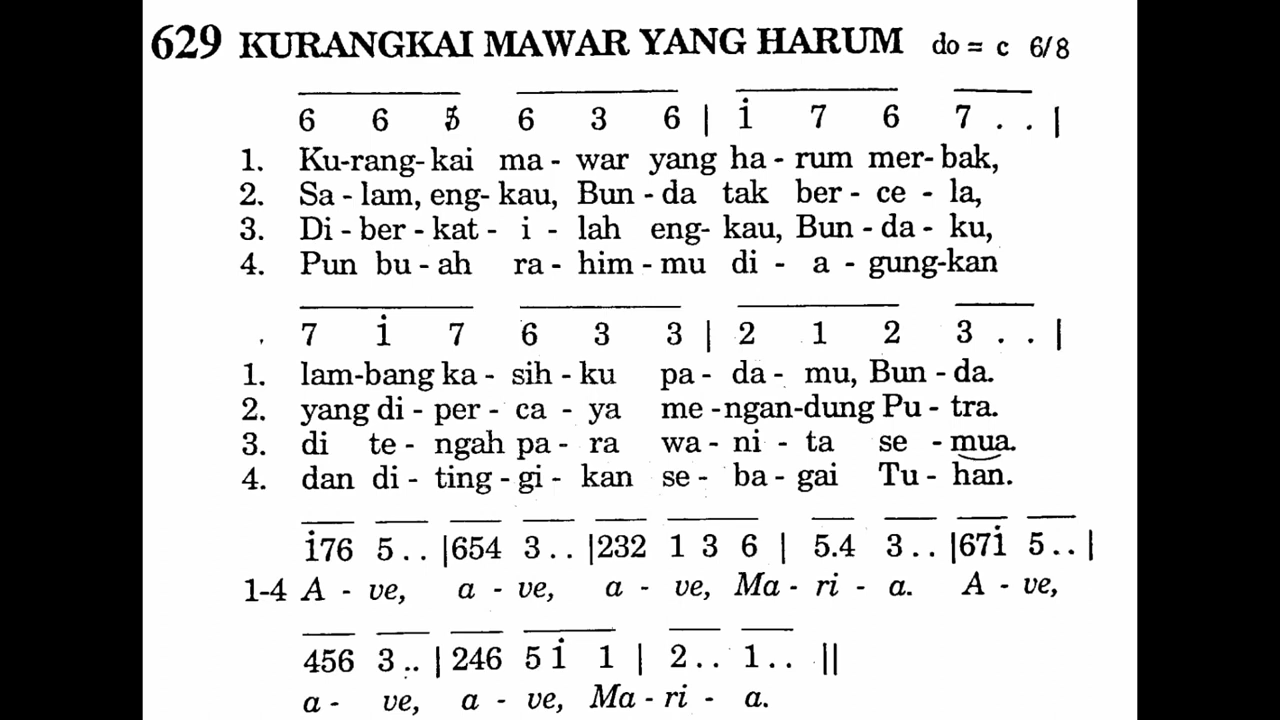 629 KURANGKAI MAWAR YANG HARUM do = c 6/8
6 6 5̸ 6 3 6 | i̇ 7 6 7 . . |
1. Ku-rang-kai ma - war yang ha - rum mer-bak,
2. Sa - lam, eng- kau, Bun - da tak ber - ce - la,
3. Di - ber - kat - i - lah eng- kau, Bun - da - ku,
4. Pun bu - ah ra - him - mu di - a - gung-kan
7 i̇ 7 6 3 3 | 2 1 2 3 . . |
1. lam-bang ka - sih - ku pa - da - mu, Bun - da.
2. yang di - per - ca - ya me -ngan-dung Pu - tra.
3. di te - ngah pa - ra wa - ni - ta se - mua.
4. dan di - ting - gi - kan se - ba - gai Tu - han.
i̇76 5 . . |654 3 . . |232 1 3 6 | 5.4 3 . . |67i̇ 5 . . |
1-4 A - ve, a - ve, a - ve, Ma - ri - a. A - ve,
456 3 .. | 246 5 i̇ 1 | 2 . . 1 . . ||
a - ve, a - ve, Ma - ri - a.